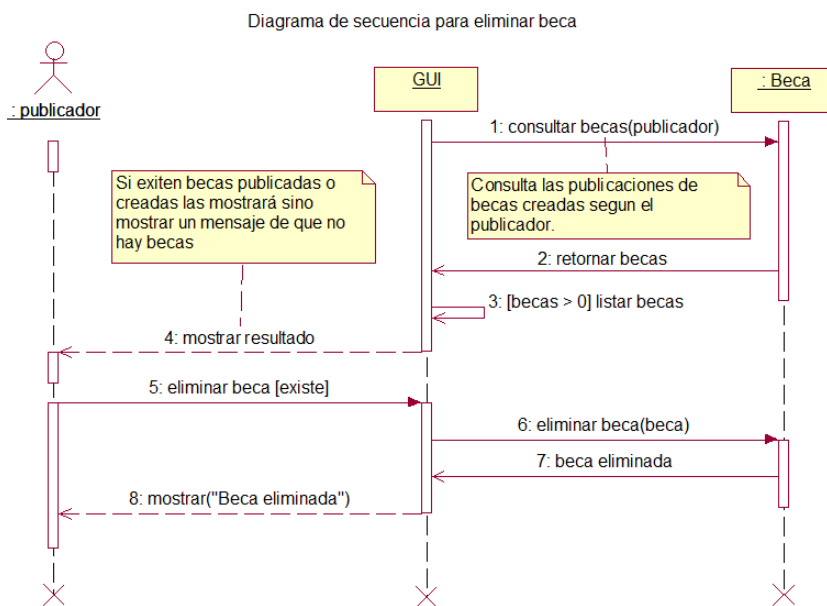 Diagrama de secuencia para eliminar beca
: publicador
GUI
: Beca
1: consultar becas(publicador)
Si exiten becas publicadas o
creadas las mostrará sino
mostrar un mensaje de que no
hay becas
Consulta las publicaciones de
becas creadas segun el
publicador.
2: retornar becas
3: [becas > 0] listar becas
4: mostrar resultado
5: eliminar beca [existe]
6: eliminar beca(beca)
7: beca eliminada
8: mostrar("Beca eliminada")